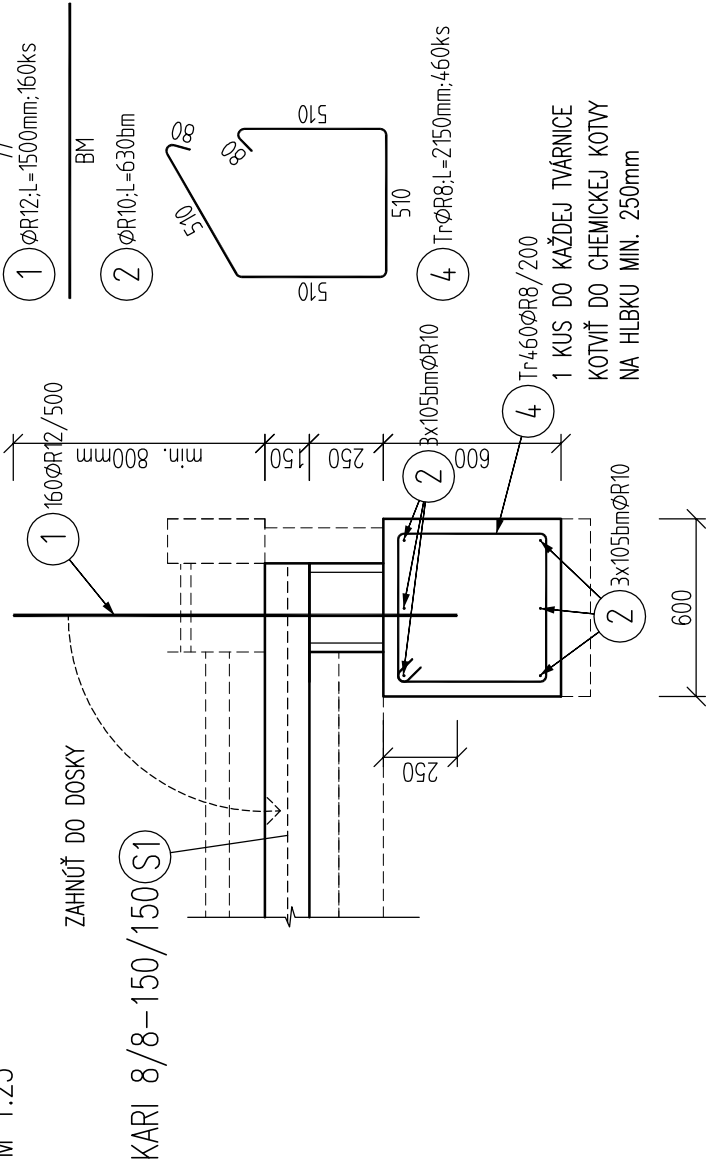 M 1:25
KARI 8/8-150/150
S1
ZAHNÚŤ DO DOSKY
1
160ØR12/500
min. 800mm
150
250
600
250
600
2
3x105bmØR10
2
3x105bmØR10
4
Tr460ØR8/200
1 KUS DO KAŽDEJ TVÁRNICE
KOTVIŤ DO CHEMICKEJ KOTVY
NA HLBKU MIN. 250mm
1
ØR12;L=1500mm;160ks
BM
2
ØR10;L=630bm
80
80
510
510
510
510
4
TrØR8;L=2150mm;460ks